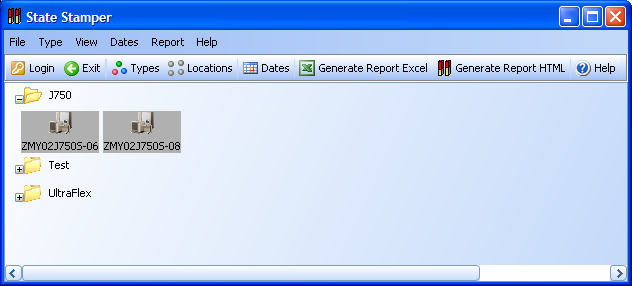 State Stamper
File Type View Dates Report Help
Login Exit Types Locations Dates Generate Report Excel Generate Report HTML Help
J750
ZMY02J750S-06 ZMY02J750S-08
Test
UltraFlex